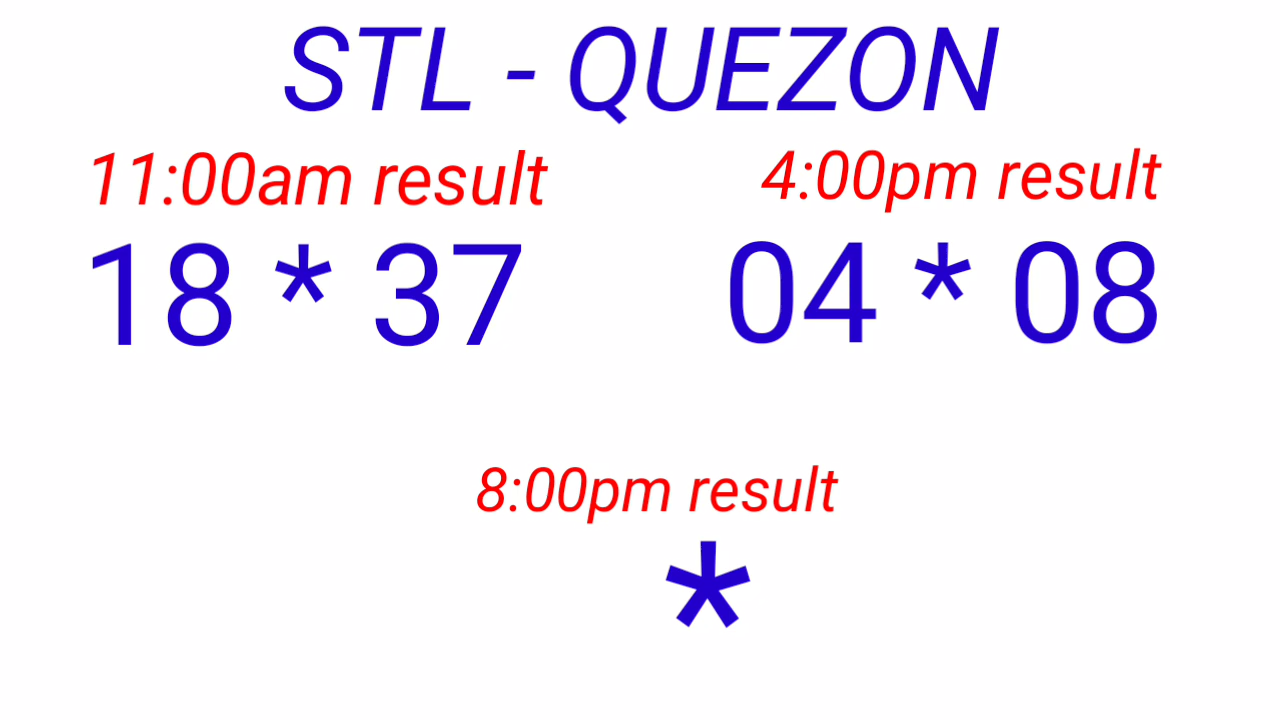 STL - QUEZON
11:00am result
18 * 37
4:00pm result
04 * 08
8:00pm result
*